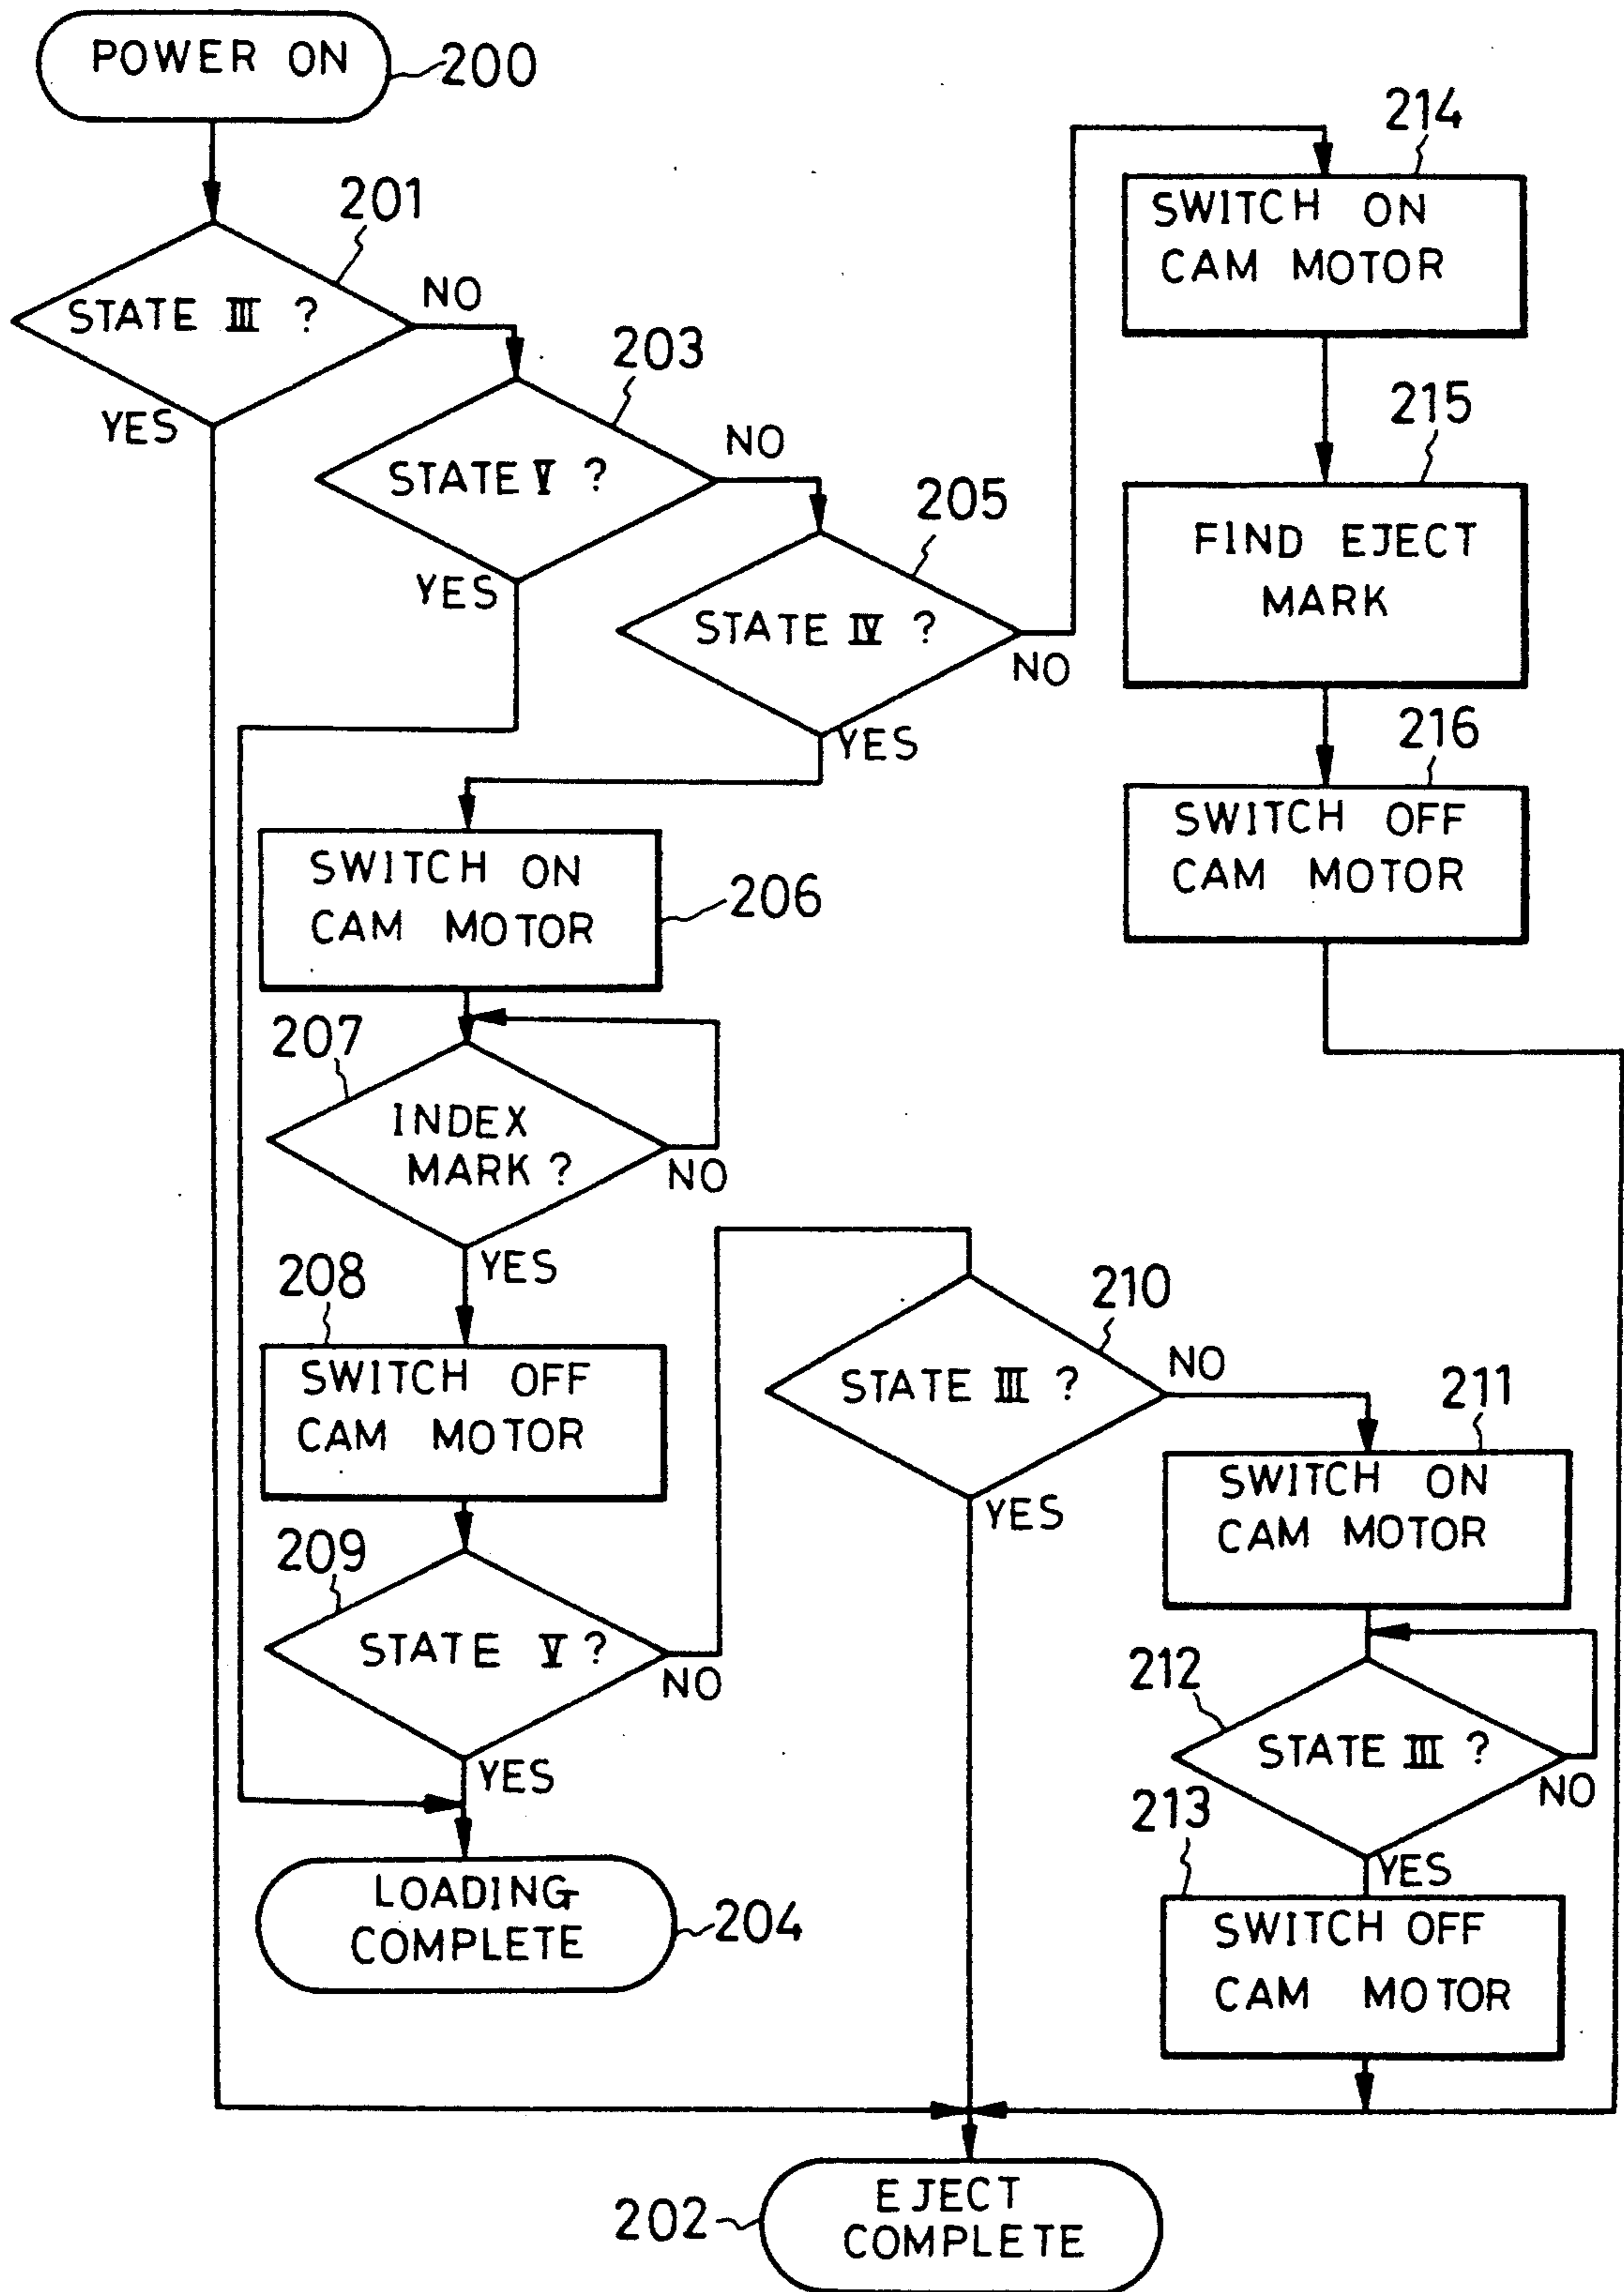 POWER ON
200
201
STATE III ?
NO
YES
203
STATE V ?
NO
YES
205
STATE IV ?
NO
YES
214
SWITCH ON
CAM MOTOR
215
FIND EJECT
MARK
216
SWITCH OFF
CAM MOTOR
SWITCH ON
CAM MOTOR
206
207
INDEX
MARK ?
NO
YES
208
SWITCH OFF
CAM MOTOR
209
STATE V ?
NO
YES
LOADING
COMPLETE
204
210
STATE III ?
NO
YES
211
SWITCH ON
CAM MOTOR
212
STATE III ?
NO
YES
213
SWITCH OFF
CAM MOTOR
202
EJECT
COMPLETE